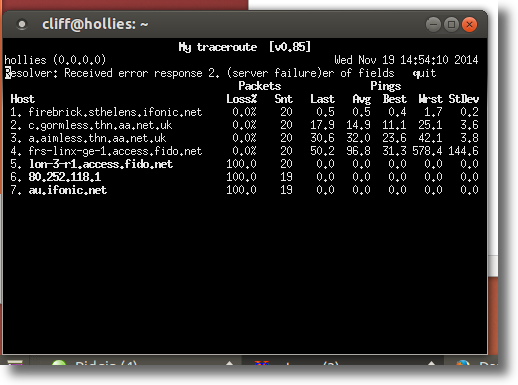 cliff@hollies: ~
My traceroute  [v0.85]
hollies (0.0.0.0) Wed Nov 19 14:54:10 2014
Resolver: Received error response 2. (server failure)er of fields   quit
Packets Pings
Host Loss% Snt Last Avg Best Wrst StDev
1. firebrick.sthelens.ifonic.net 0.0% 20 0.5 0.5 0.4 1.7 0.2
2. c.gormless.thn.aa.net.uk 0.0% 20 17.9 14.9 11.1 25.1 3.6
3. a.aimless.thn.aa.net.uk 0.0% 20 30.6 32.0 23.6 42.1 3.8
4. frs-linx-ge-1.access.fido.net 0.0% 20 50.2 96.8 31.3 578.4 144.6
5. lon-3-r1.access.fido.net 100.0 20 0.0 0.0 0.0 0.0 0.0
6. 80.252.118.1 100.0 19 0.0 0.0 0.0 0.0 0.0
7. au.ifonic.net 100.0 19 0.0 0.0 0.0 0.0 0.0